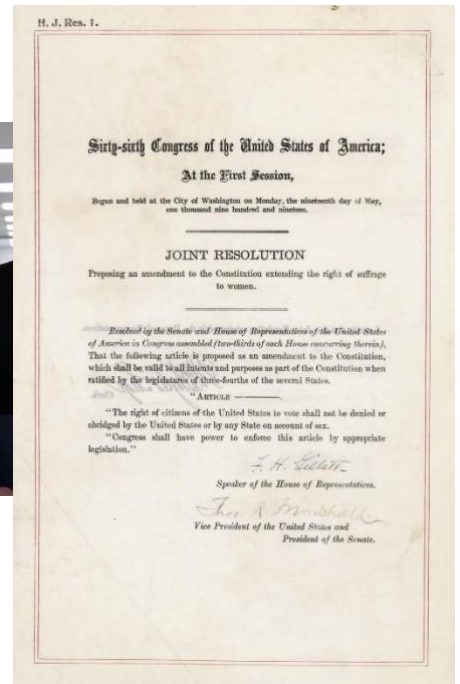 H. J. Res. 1.
Sixty-sixth Congress of the United States of America;
At the First Session,
Begun and held at the City of Washington on Monday, the nineteenth day of May,
one thousand nine hundred and nineteen.
JOINT RESOLUTION
Proposing an amendment to the Constitution extending the right of suffrage
to women.
Resolved by the Senate and House of Representatives of the United States
of America in Congress assembled (two-thirds of each House concurring therein),
That the following article is proposed as an amendment to the Constitution,
which shall be valid to all intents and purposes as part of the Constitution when
ratified by the legislatures of three-fourths of the several States.
"ARTICLE ———.
"The right of citizens of the United States to vote shall not be denied or
abridged by the United States or by any State on account of sex.
"Congress shall have power to enforce this article by appropriate
legislation."
F. H. Gillett
Speaker of the House of Representatives.
Thos. R. Marshall
Vice President of the United States and
President of the Senate.